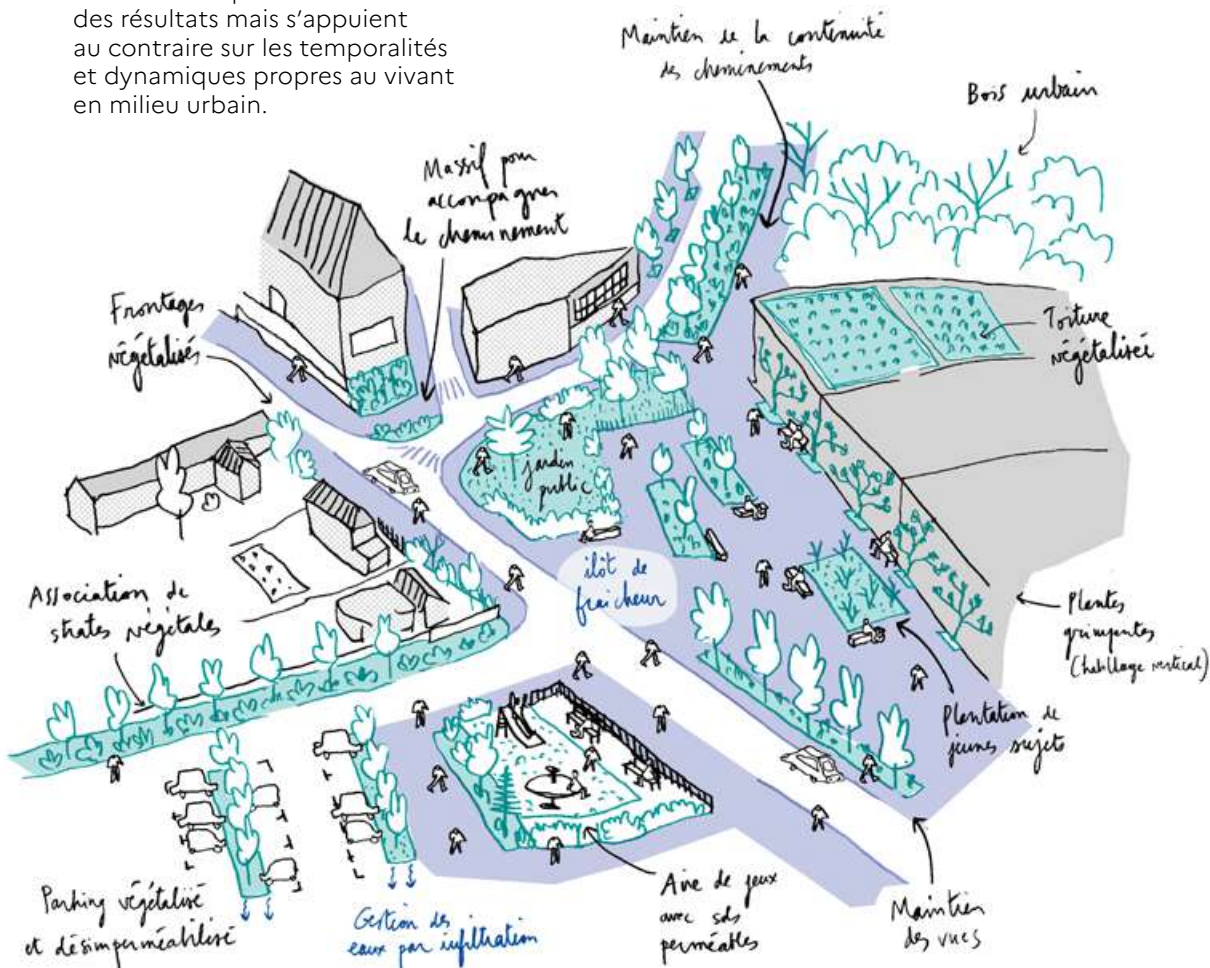 des résultats mais s'appuient
au contraire sur les temporalités
et dynamiques propres au vivant
en milieu urbain.
Maintien de la continuité
des cheminements
Bois urbain
Massif pour
accompagner
le cheminement
Frontages
végétalisés
Toiture
végétalisée
jardin
public
îlôt de
fraîcheur
Association de
strates végétales
Plantes
grimpantes
(habillage vertical)
Plantation de
jeunes sujets
Parking végétalisé
et désimperméabilisé
Gestion des
eaux par infiltration
Aire de jeux
avec sols
perméables
Maintien
des vues